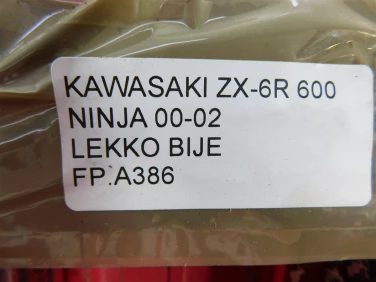 KAWASAKI ZX-6R 600
NINJA 00-02
LEKKO BIJE
FP.A386